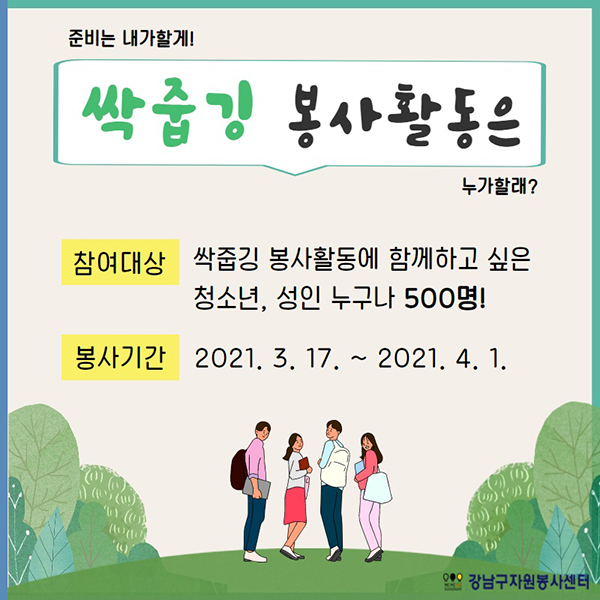 준비는 내가할게!
싹줍깅 봉사활동은
누가할래?
참여대상 싹줍깅 봉사활동에 함께하고 싶은
청소년, 성인 누구나 500명!
봉사기간 2021. 3. 17. ~ 2021. 4. 1.
강남구자원봉사센터